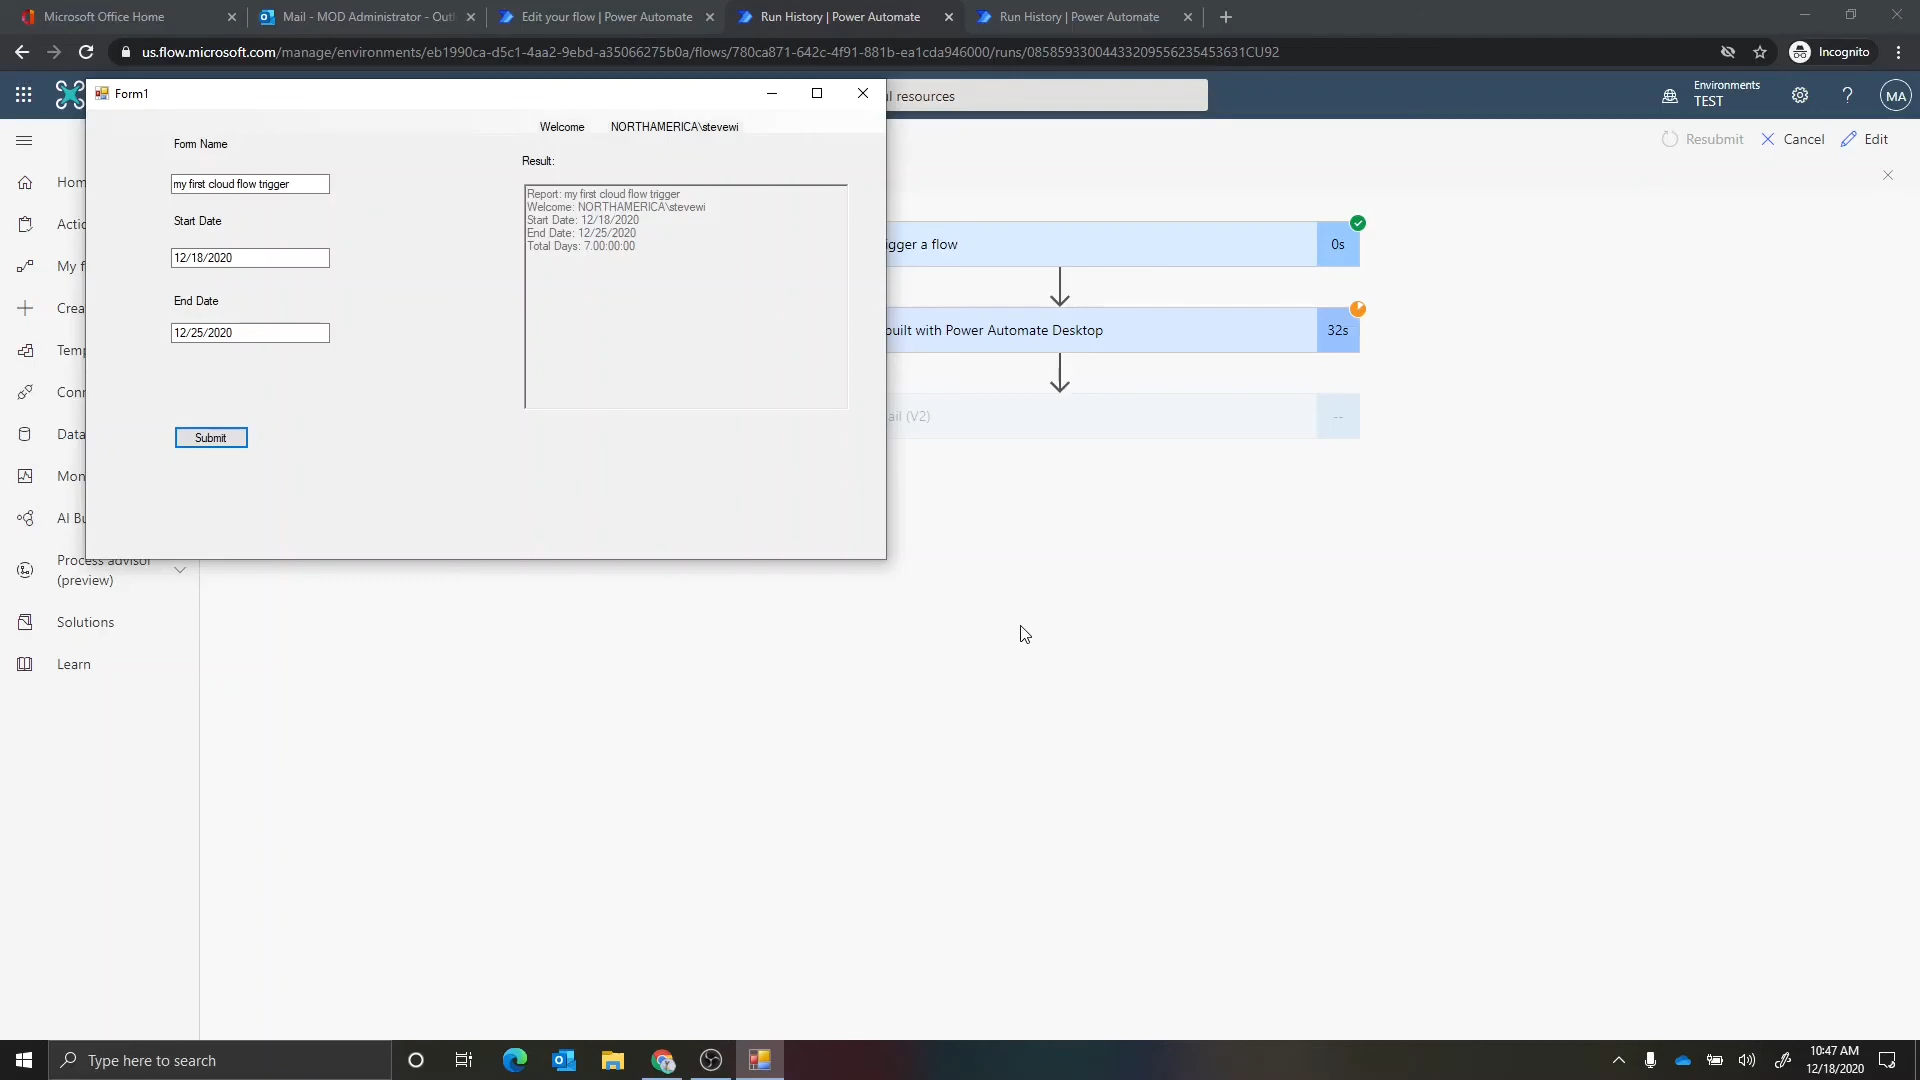 Microsoft Office Home
Mail - MOD Administrator - Outl
Edit your flow | Power Automate
Run History | Power Automate
Run History | Power Automate
us.flow.microsoft.com/manage/environments/eb1990ca-d5c1-4aa2-9ebd-a35066275b0a/flows/780ca871-642c-4f91-881b-ea1cda946000/runs/08585933004433209556235453631CU92
Incognito
Form1
al resources
Environments
TEST
MA
Welcome NORTHAMERICA\stevewi
Form Name
my first cloud flow trigger
Start Date
12/18/2020
End Date
12/25/2020
Submit
Result:
Report: my first cloud flow trigger
Welcome: NORTHAMERICA\stevewi
Start Date: 12/18/2020
End Date: 12/25/2020
Total Days: 7.00:00:00
Resubmit
Cancel
Edit
Hom
Actio
My f
Crea
Temp
Conn
Data
Mon
AI Bu
Process advisor
(preview)
Solutions
Learn
igger a flow
0s
built with Power Automate Desktop
32s
ail (V2)
--
Type here to search
10:47 AM
12/18/2020